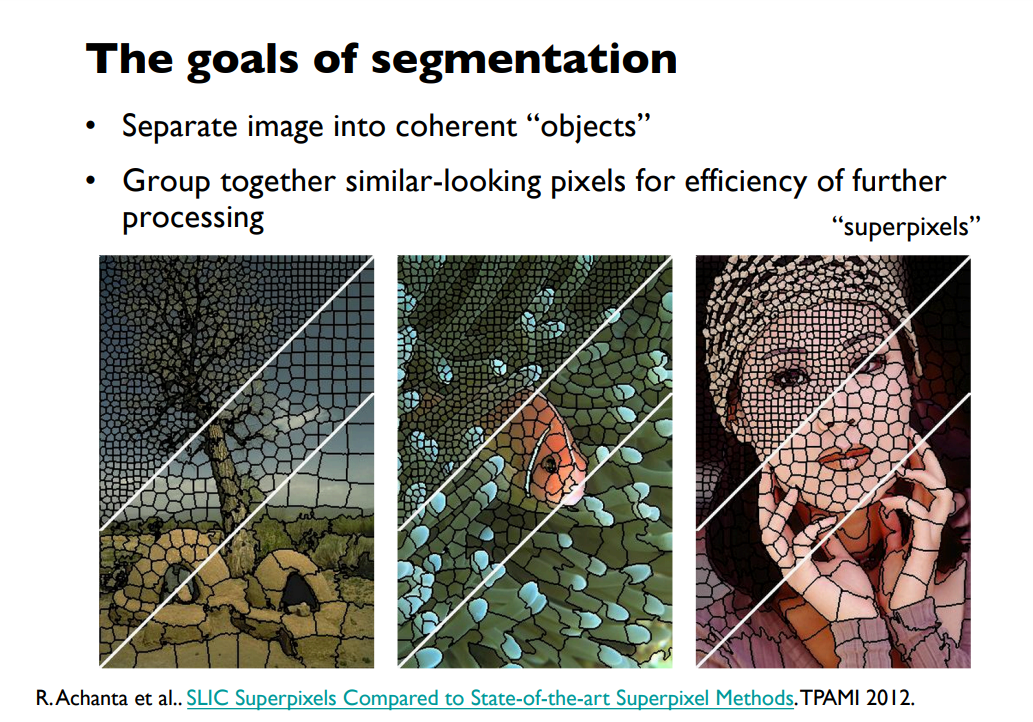 The goals of segmentation
• Separate image into coherent “objects”
• Group together similar-looking pixels for efficiency of further
processing
“superpixels”
R. Achanta et al.. SLIC Superpixels Compared to State-of-the-art Superpixel Methods. TPAMI 2012.